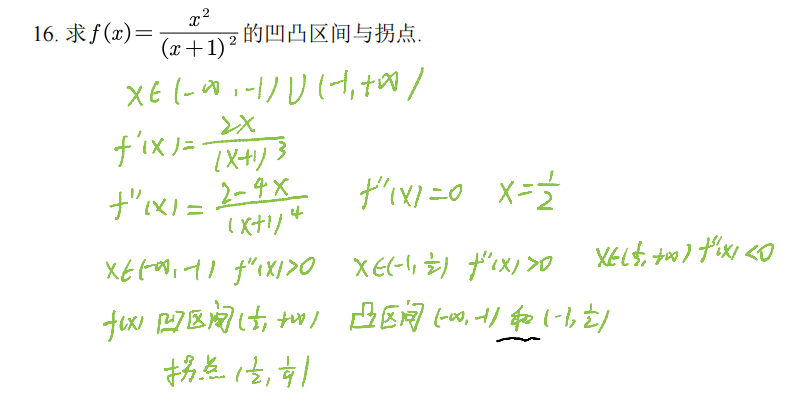 16. 求f(x)=x²/(x+1)²的凹凸区间与拐点.
x∈(-∞,-1)∪(-1,+∞)
f'(x)=2x/(x+1)³
f''(x)=(2-4x)/(x+1)⁴ f''(x)=0 x=1/2
x∈(-∞,-1) f''(x)>0 x∈(-1,1/2) f''(x)>0 x∈(1/2,+∞) f''(x)<0
f(x) 凹区间(1/2,+∞) 凸区间(-∞,-1)和(-1,1/2)
拐点(1/2,1/9)